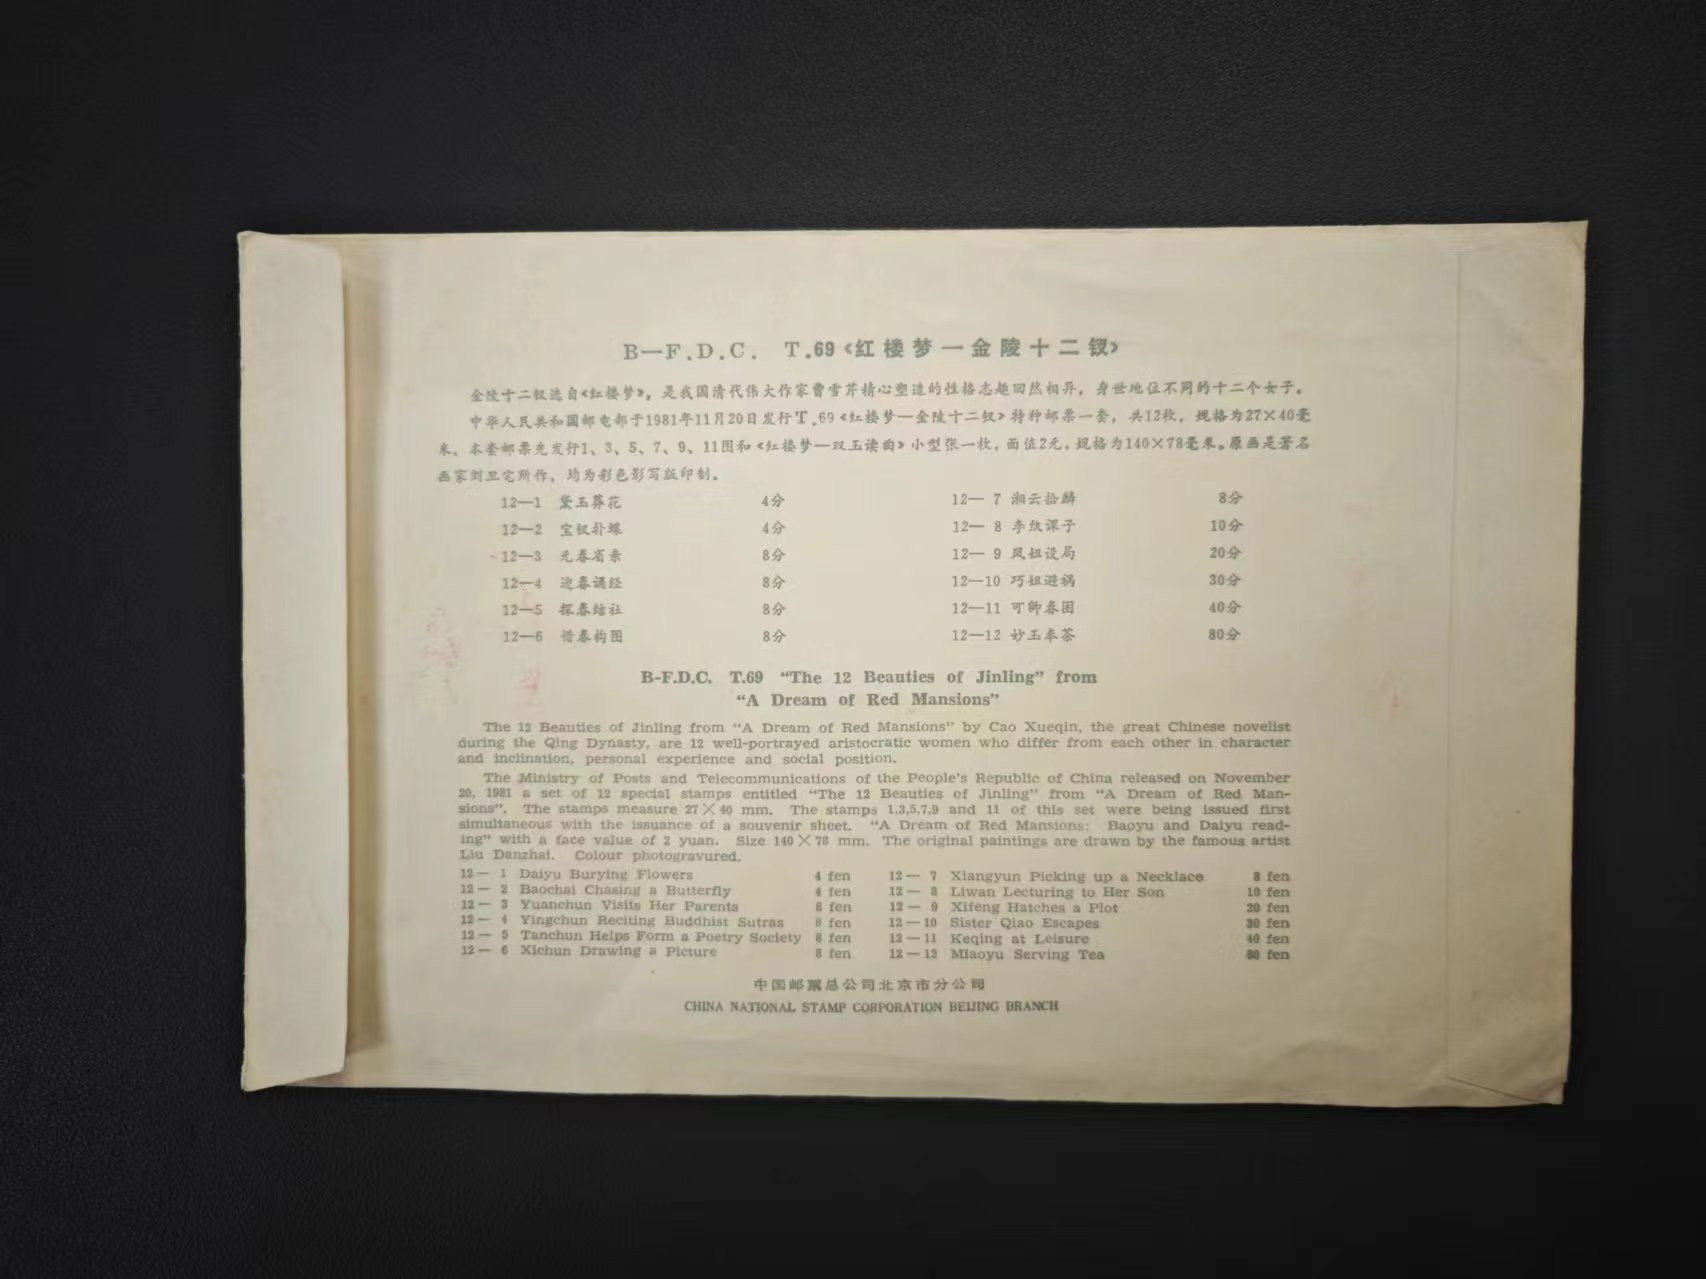 B—F.D.C. T.69《红楼梦—金陵十二钗》
金陵十二钗选自《红楼梦》，是我国清代伟大作家曹雪芹精心塑造的性格志趣回然相异，身世地位不同的十二个女子。
中华人民共和国邮电部于1981年11月20日发行T.69《红楼梦—金陵十二钗》特种邮票一套，共12枚，规格为27×40毫
米。本套邮票先发行1、3、5、7、9、11图和《红楼梦—双玉读曲》小型张一枚，面值2元，规格为140×78毫米。原画是著名
画家刘旦宅所作，均为彩色影写版印制。
12—1 黛玉葬花 4分 12— 7 湘云拾麟 8分
12—2 宝钗扑蝶 4分 12— 8 李纨课子 10分
12—3 元春省亲 8分 12— 9 凤姐设局 20分
12—4 迎春诵经 8分 12—10 巧姐避祸 30分
12—5 探春结社 8分 12—11 可卿春困 40分
12—6 惜春构图 8分 12—12 妙玉奉茶 80分
B-F.D.C. T.69 “The 12 Beauties of Jinling” from
“A Dream of Red Mansions”
The 12 Beauties of Jinling from “A Dream of Red Mansions” by Cao Xueqin, the great Chinese novelist
during the Qing Dynasty, are 12 well-portrayed aristocratic women who differ from each other in character
and inclination, personal experience and social position.
The Ministry of Posts and Telecommunications of the People’s Republic of China released on November
20, 1981 a set of 12 special stamps entitled “The 12 Beauties of Jinling” from “A Dream of Red Man-
sions”. The stamps measure 27×40 mm. The stamps 1,3,5,7,9 and 11 of this set were being issued first
simultaneous with the issuance of a souvenir sheet. “A Dream of Red Mansions: Baoyu and Daiyu read-
ing” with a face value of 2 yuan. Size 140×78 mm. The original paintings are drawn by the famous artist
Liu Danzhai. Colour photogravured.
12— 1 Daiyu Burying Flowers 4 fen 12— 7 Xiangyun Picking up a Necklace 8 fen
12— 2 Baochai Chasing a Butterfly 4 fen 12— 8 Liwan Lecturing to Her Son 10 fen
12— 3 Yuanchun Visits Her Parents 8 fen 12— 9 Xifeng Hatches a Plot 20 fen
12— 4 Yingchun Reciting Buddhist Sutras 8 fen 12—10 Sister Qiao Escapes 30 fen
12— 5 Tanchun Helps Form a Poetry Society 8 fen 12—11 Keqing at Leisure 40 fen
12— 6 Xichun Drawing a Picture 8 fen 12—12 Miaoyu Serving Tea 80 fen
中国邮票总公司北京市分公司
CHINA NATIONAL STAMP CORPORATION BEIJING BRANCH